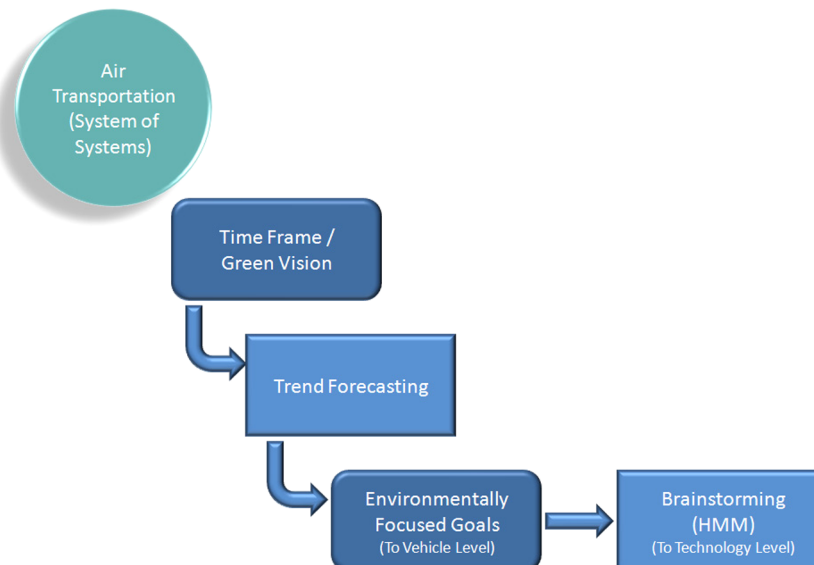 Air
Transportation
(System of
Systems)
Time Frame /
Green Vision
Trend Forecasting
Environmentally
Focused Goals
(To Vehicle Level)
Brainstorming
(HMM)
(To Technology Level)